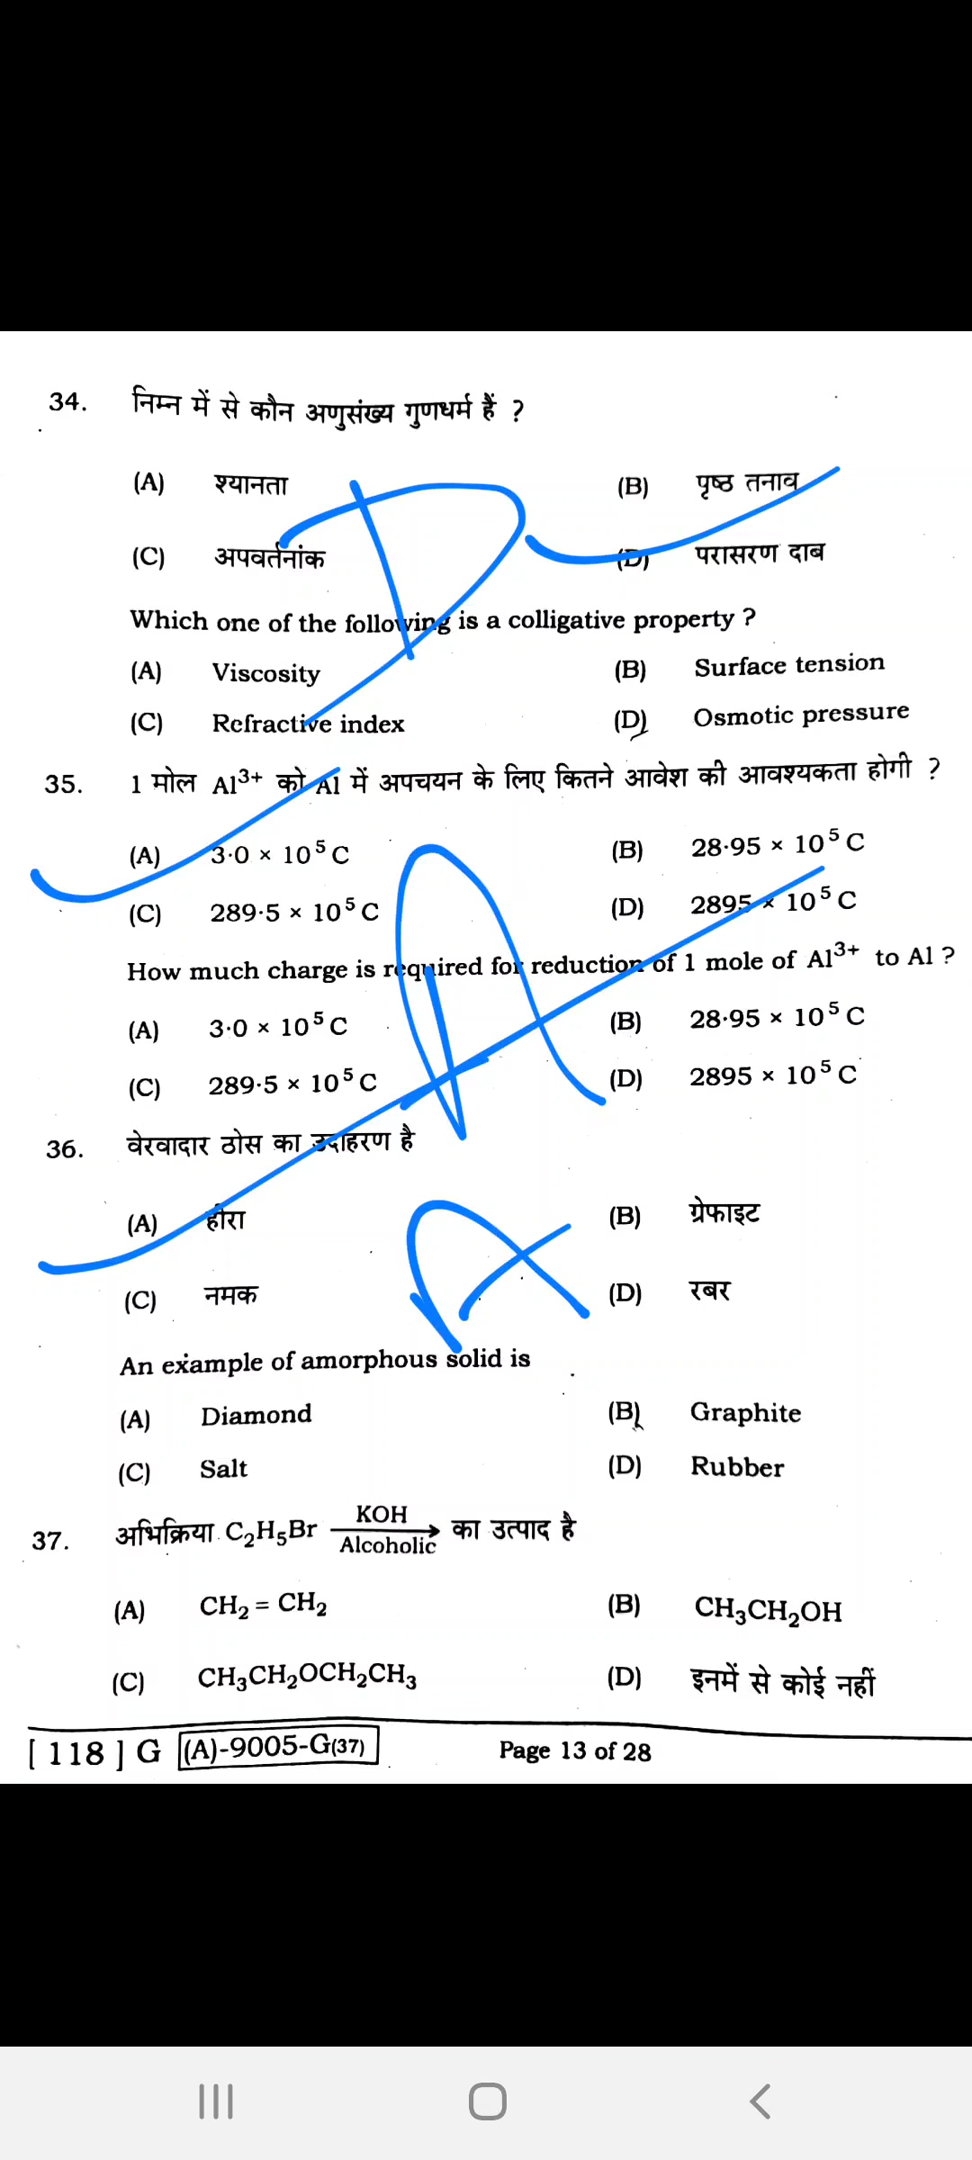 34. निम्न में से कौन अणुसंख्य गुणधर्म हैं ?
(A) श्यानता (B) पृष्ठ तनाव
(C) अपवर्तनांक (D) परासरण दाब
Which one of the following is a colligative property ?
(A) Viscosity (B) Surface tension
(C) Refractive index (D) Osmotic pressure
D
35. 1 मोल Al³⁺ को Al में अपचयन के लिए कितने आवेश की आवश्यकता होगी ?
(A) 3·0 × 10⁵ C (B) 28·95 × 10⁵ C
(C) 289·5 × 10⁵ C (D) 2895 × 10⁵ C
How much charge is required for reduction of 1 mole of Al³⁺ to Al ?
(A) 3·0 × 10⁵ C (B) 28·95 × 10⁵ C
(C) 289·5 × 10⁵ C (D) 2895 × 10⁵ C
A
36. वेरवादार ठोस का उदाहरण है
(A) हीरा (B) ग्रेफाइट
(C) नमक (D) रबर
A
An example of amorphous solid is
(A) Diamond (B) Graphite
(C) Salt (D) Rubber
37. अभिक्रिया C₂H₅Br —KOH/Alcoholic→ का उत्पाद है
(A) CH₂ = CH₂ (B) CH₃CH₂OH
(C) CH₃CH₂OCH₂CH₃ (D) इनमें से कोई नहीं
[ 118 ] G (A)-9005-G(37) Page 13 of 28